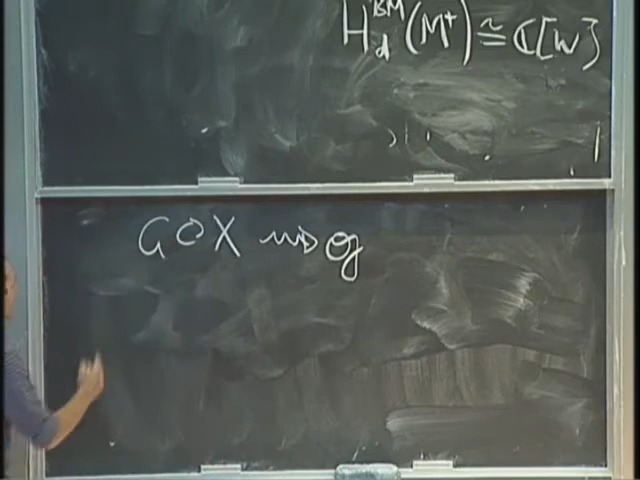 H_d^{BM}(M^+) ≅ ℂ[W]
G ↻ X ⇝ 𝔤